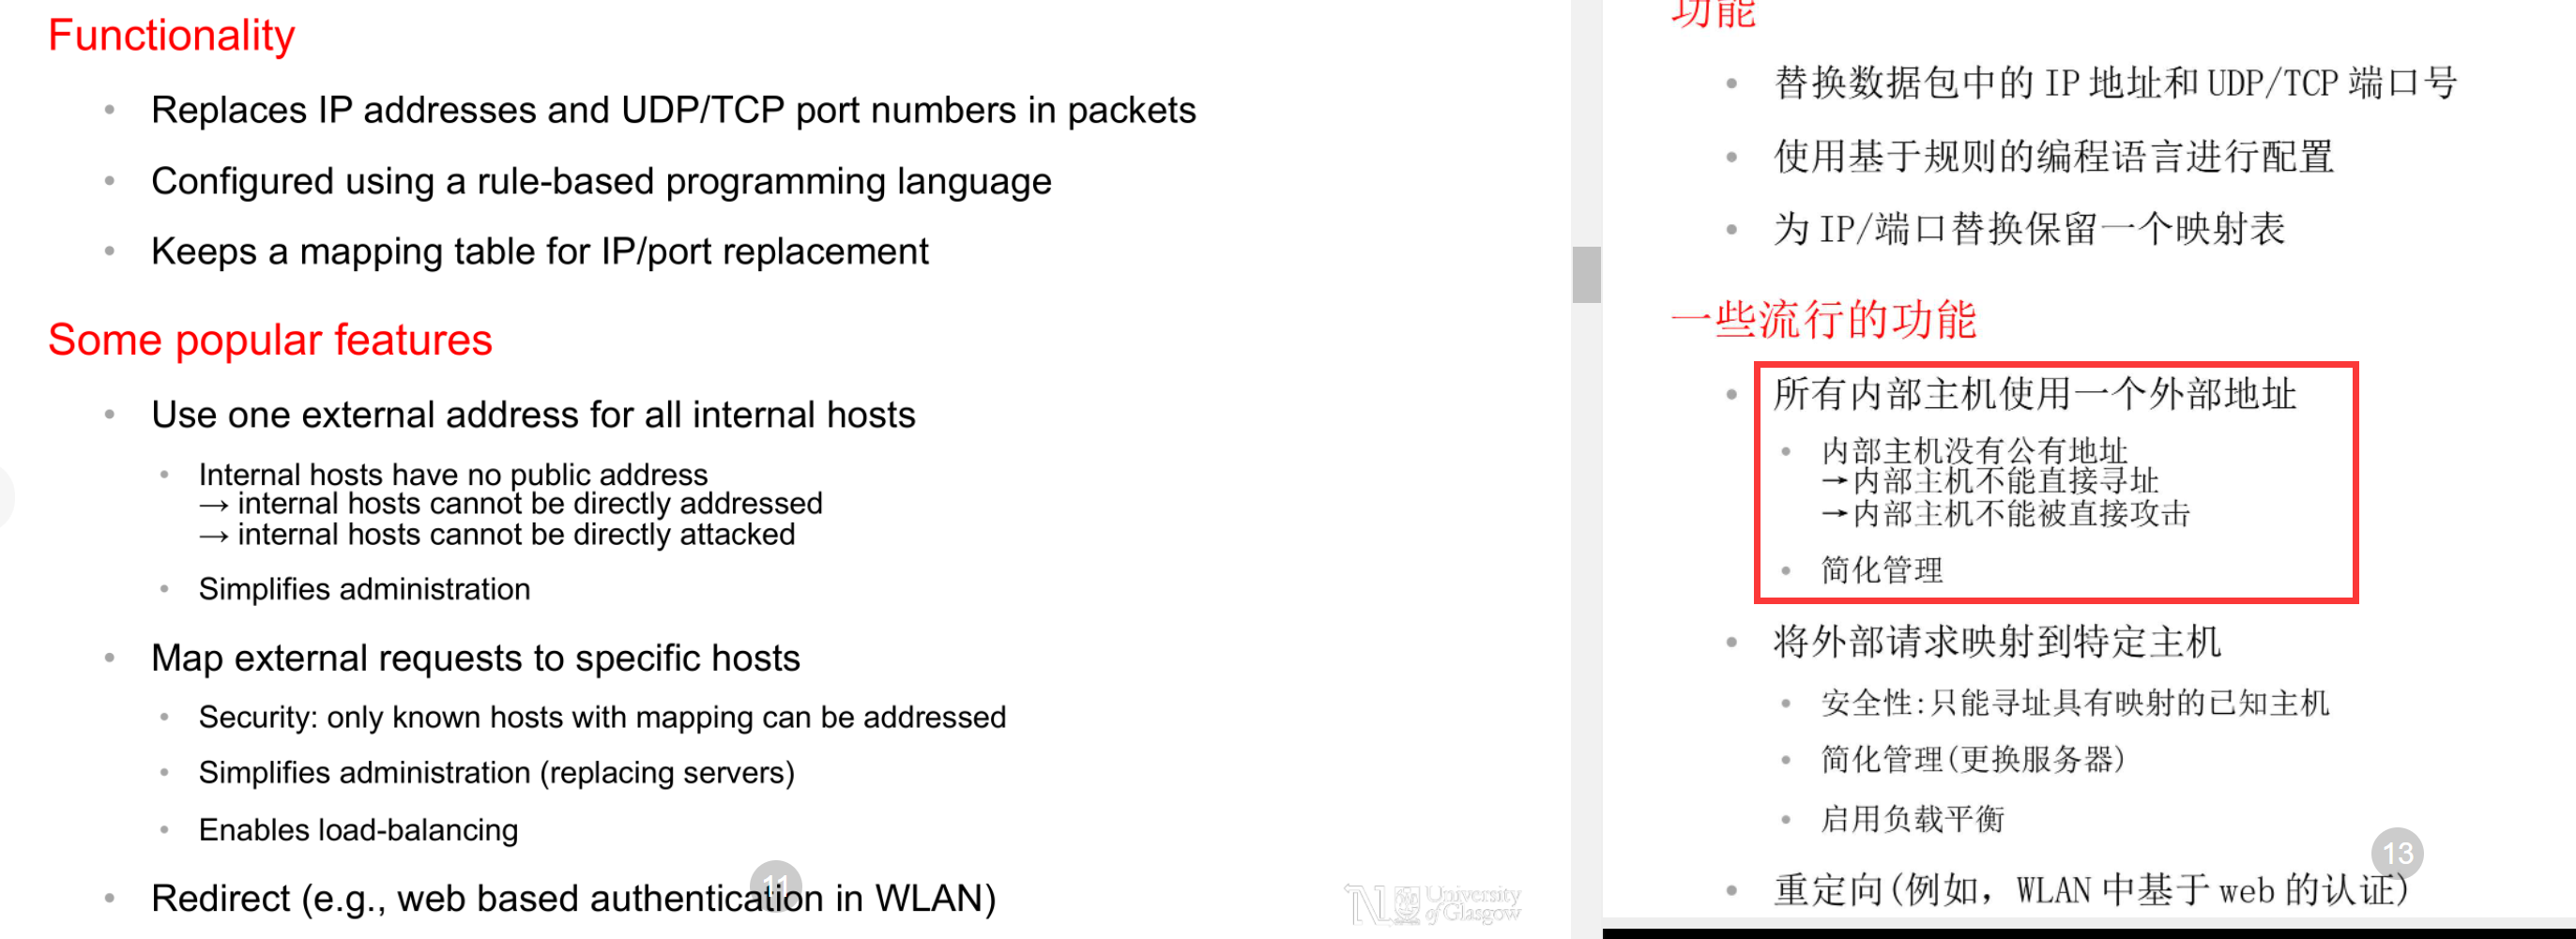 Functionality
• Replaces IP addresses and UDP/TCP port numbers in packets
• Configured using a rule-based programming language
• Keeps a mapping table for IP/port replacement
Some popular features
• Use one external address for all internal hosts
• Internal hosts have no public address
→ internal hosts cannot be directly addressed
→ internal hosts cannot be directly attacked
• Simplifies administration
• Map external requests to specific hosts
• Security: only known hosts with mapping can be addressed
• Simplifies administration (replacing servers)
• Enables load-balancing
• Redirect (e.g., web based authentication in WLAN)
11
University
of Glasgow
功能
• 替换数据包中的 IP 地址和 UDP/TCP 端口号
• 使用基于规则的编程语言进行配置
• 为 IP/端口替换保留一个映射表
一些流行的功能
• 所有内部主机使用一个外部地址
• 内部主机没有公有地址
→内部主机不能直接寻址
→内部主机不能被直接攻击
• 简化管理
• 将外部请求映射到特定主机
• 安全性:只能寻址具有映射的已知主机
• 简化管理(更换服务器)
• 启用负载平衡
• 重定向(例如，WLAN 中基于 web 的认证)
13